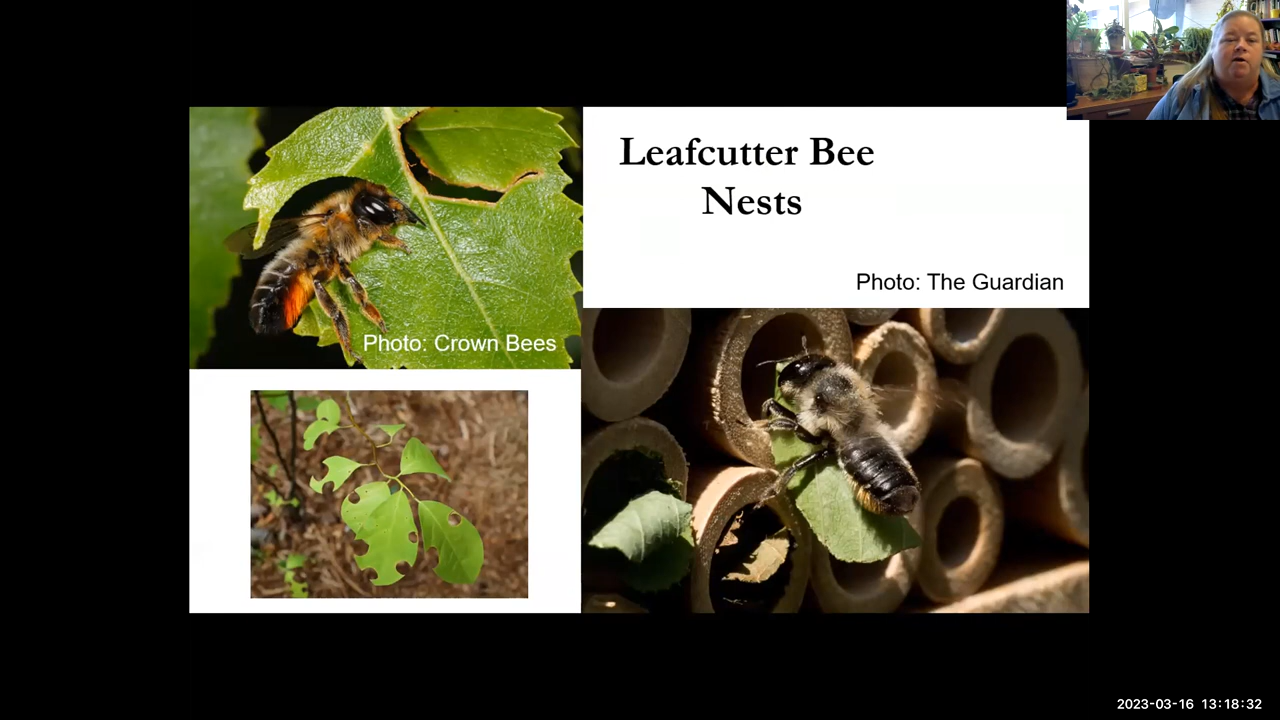 Leafcutter Bee
Nests
Photo: The Guardian
Photo: Crown Bees
2023-03-16 13:18:32